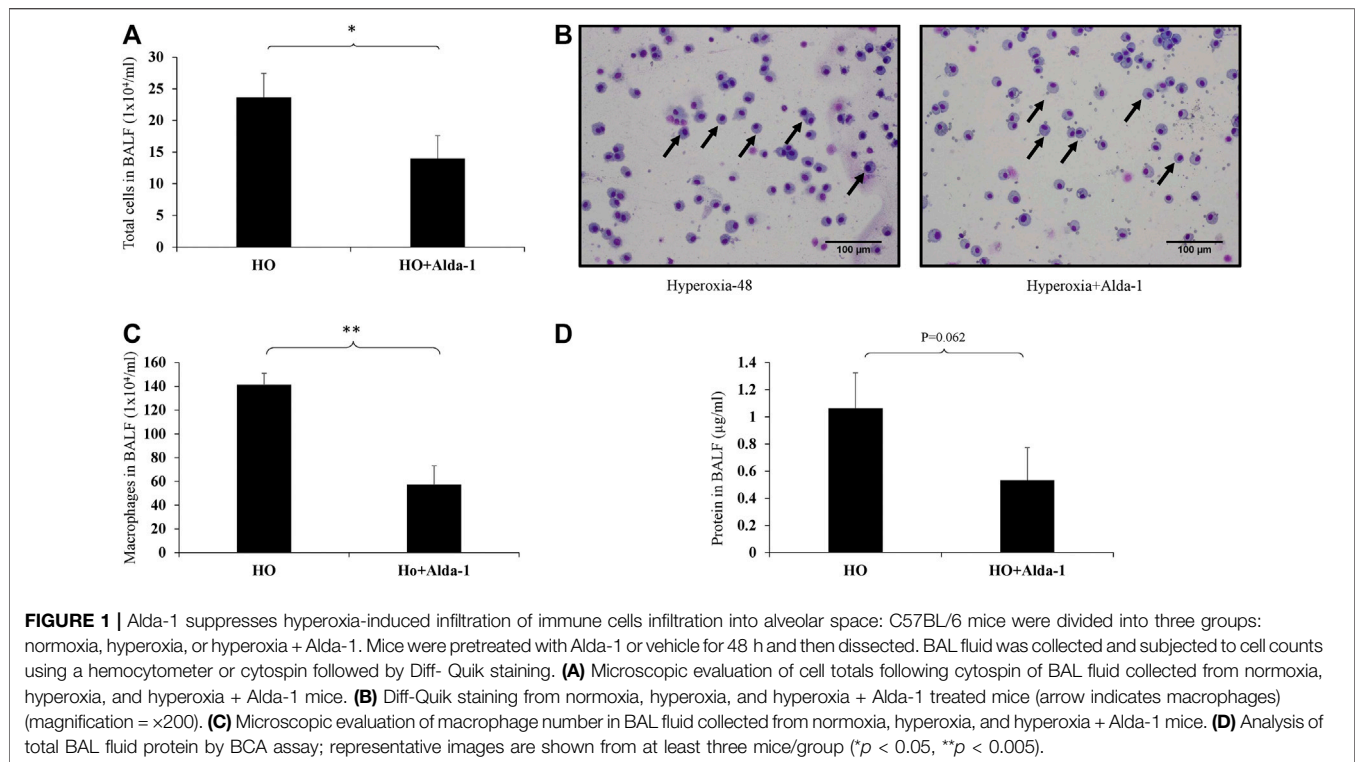 A
*
30
25
20
15
10
5
0
Total cells in BALF (1x10⁴/ml)
HO
HO+Alda-1
B
100 µm
100 µm
Hyperoxia-48
Hyperoxia+Alda-1
C
**
160
140
120
100
80
60
40
20
0
Macrophages in BALF (1x10⁴/ml)
HO
Ho+Alda-1
D
P=0.062
1.4
1.2
1
0.8
0.6
0.4
0.2
0
Protein in BALF (µg/ml)
HO
HO+Alda-1
FIGURE 1 | Alda-1 suppresses hyperoxia-induced infiltration of immune cells infiltration into alveolar space: C57BL/6 mice were divided into three groups:
normoxia, hyperoxia, or hyperoxia + Alda-1. Mice were pretreated with Alda-1 or vehicle for 48 h and then dissected. BAL fluid was collected and subjected to cell counts
using a hemocytometer or cytospin followed by Diff- Quik staining. (A) Microscopic evaluation of cell totals following cytospin of BAL fluid collected from normoxia,
hyperoxia, and hyperoxia + Alda-1 mice. (B) Diff-Quik staining from normoxia, hyperoxia, and hyperoxia + Alda-1 treated mice (arrow indicates macrophages)
(magnification = ×200). (C) Microscopic evaluation of macrophage number in BAL fluid collected from normoxia, hyperoxia, and hyperoxia + Alda-1 mice. (D) Analysis of
total BAL fluid protein by BCA assay; representative images are shown from at least three mice/group (*p < 0.05, **p < 0.005).